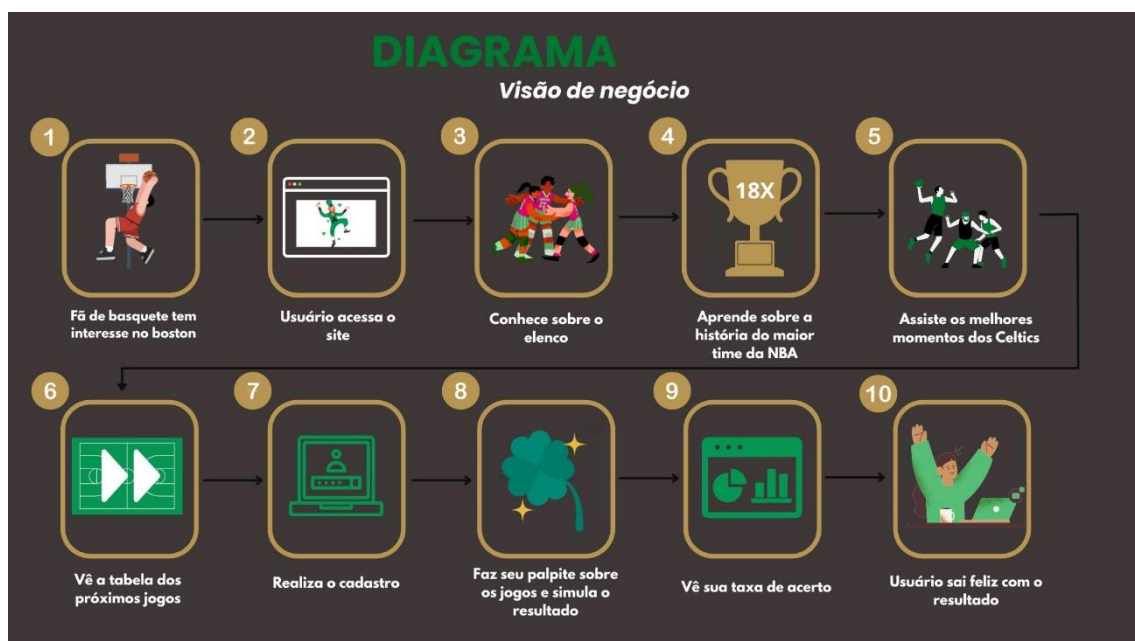 DIAGRAMA
Visão de negócio
1
2
3
4
5
18X
Fã de basquete tem
interesse no boston
Usuário acessa o
site
Conhece sobre o
elenco
Aprende sobre a
história do maior
time da NBA
Assiste os melhores
momentos dos Celtics
6
7
8
9
10
Vê a tabela dos
próximos jogos
Realiza o cadastro
Faz seu palpite sobre
os jogos e simula o
resultado
Vê sua taxa de acerto
Usuário sai feliz com o
resultado